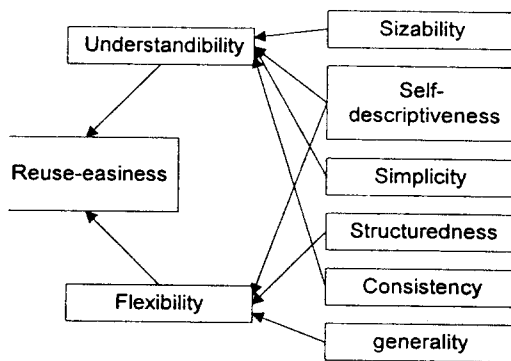 Sizability
Understandibility
Self-
descriptiveness
Reuse-easiness
Simplicity
Structuredness
Consistency
Flexibility
generality